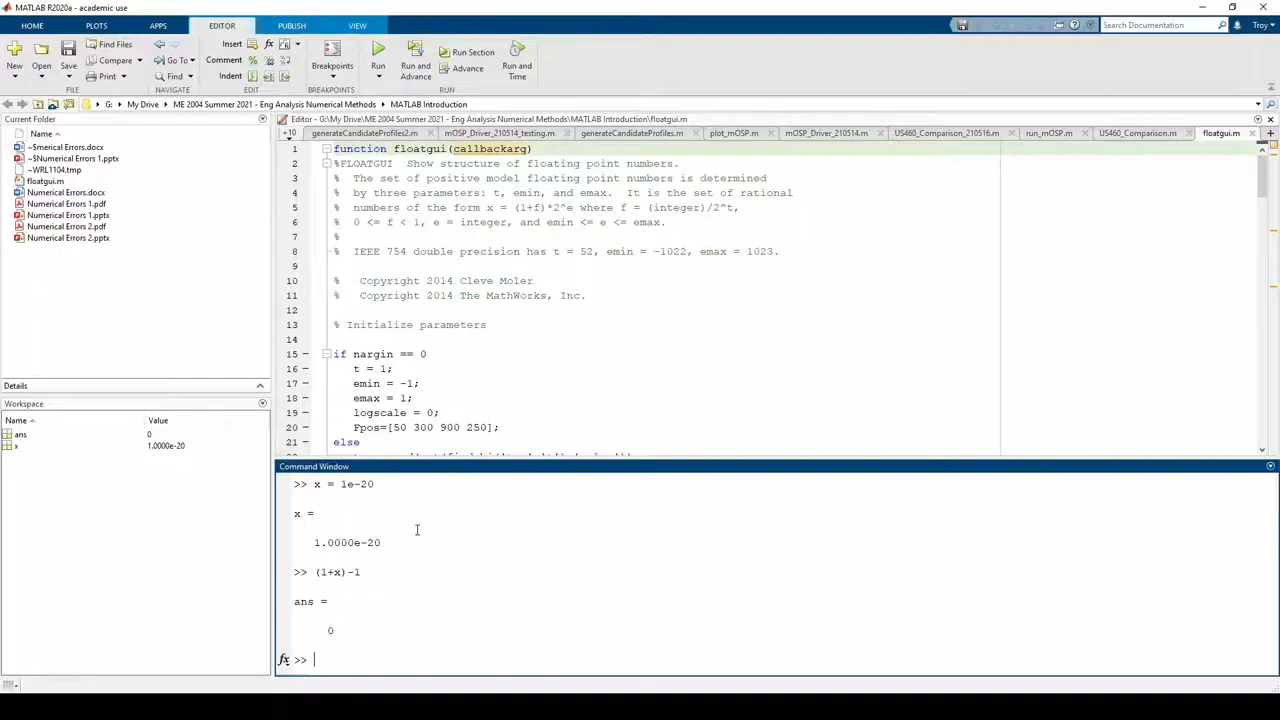 MATLAB R2020a - academic use
HOME PLOTS APPS EDITOR PUBLISH VIEW
Search Documentation Troy
New Open Save Find Files Compare Print Go To Find Insert fx Comment % Indent Breakpoints Run Run and Advance Run Section Advance Run and Time
FILE NAVIGATE EDIT BREAKPOINTS RUN
G: My Drive ME 2004 Summer 2021 - Eng Analysis Numerical Methods MATLAB Introduction
Current Folder
Name
~$merical Errors.docx
~$Numerical Errors 1.pptx
~WRL1104.tmp
floatgui.m
Numerical Errors.docx
Numerical Errors 1.pdf
Numerical Errors 1.pptx
Numerical Errors 2.pdf
Numerical Errors 2.pptx
Details
Workspace
Name Value
ans 0
x 1.0000e-20
Editor - G:\My Drive\ME 2004 Summer 2021 - Eng Analysis Numerical Methods\MATLAB Introduction\floatgui.m
+10 generateCandidateProfiles2.m mOSP_Driver_210514_testing.m generateCandidateProfiles.m plot_mOSP.m mOSP_Driver_210514.m US460_Comparison_210516.m run_mOSP.m US460_Comparison.m floatgui.m
1 function floatgui(callbackarg)
2 %FLOATGUI  Show structure of floating point numbers.
3 %  The set of positive model floating point numbers is determined
4 %  by three parameters: t, emin, and emax.  It is the set of rational
5 %  numbers of the form x = (1+f)*2^e where f = (integer)/2^t,
6 %  0 <= f < 1, e = integer, and emin <= e <= emax.
7 %
8 %  IEEE 754 double precision has t = 52, emin = -1022, emax = 1023.
9
10 %   Copyright 2014 Cleve Moler
11 %   Copyright 2014 The MathWorks, Inc.
12
13 % Initialize parameters
14
15 if nargin == 0
16 t = 1;
17 emin = -1;
18 emax = 1;
19 logscale = 0;
20 Fpos=[50 300 900 250];
21 else
Command Window
>> x = 1e-20
x =
1.0000e-20
>> (1+x)-1
ans =
0
fx >>